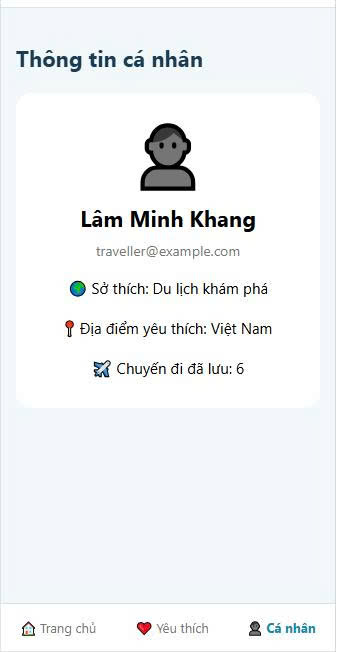 Thông tin cá nhân
Lâm Minh Khang
traveller@example.com
🌍 Sở thích: Du lịch khám phá
📍 Địa điểm yêu thích: Việt Nam
✈️ Chuyến đi đã lưu: 6
🏠 Trang chủ ❤️ Yêu thích 👤 Cá nhân